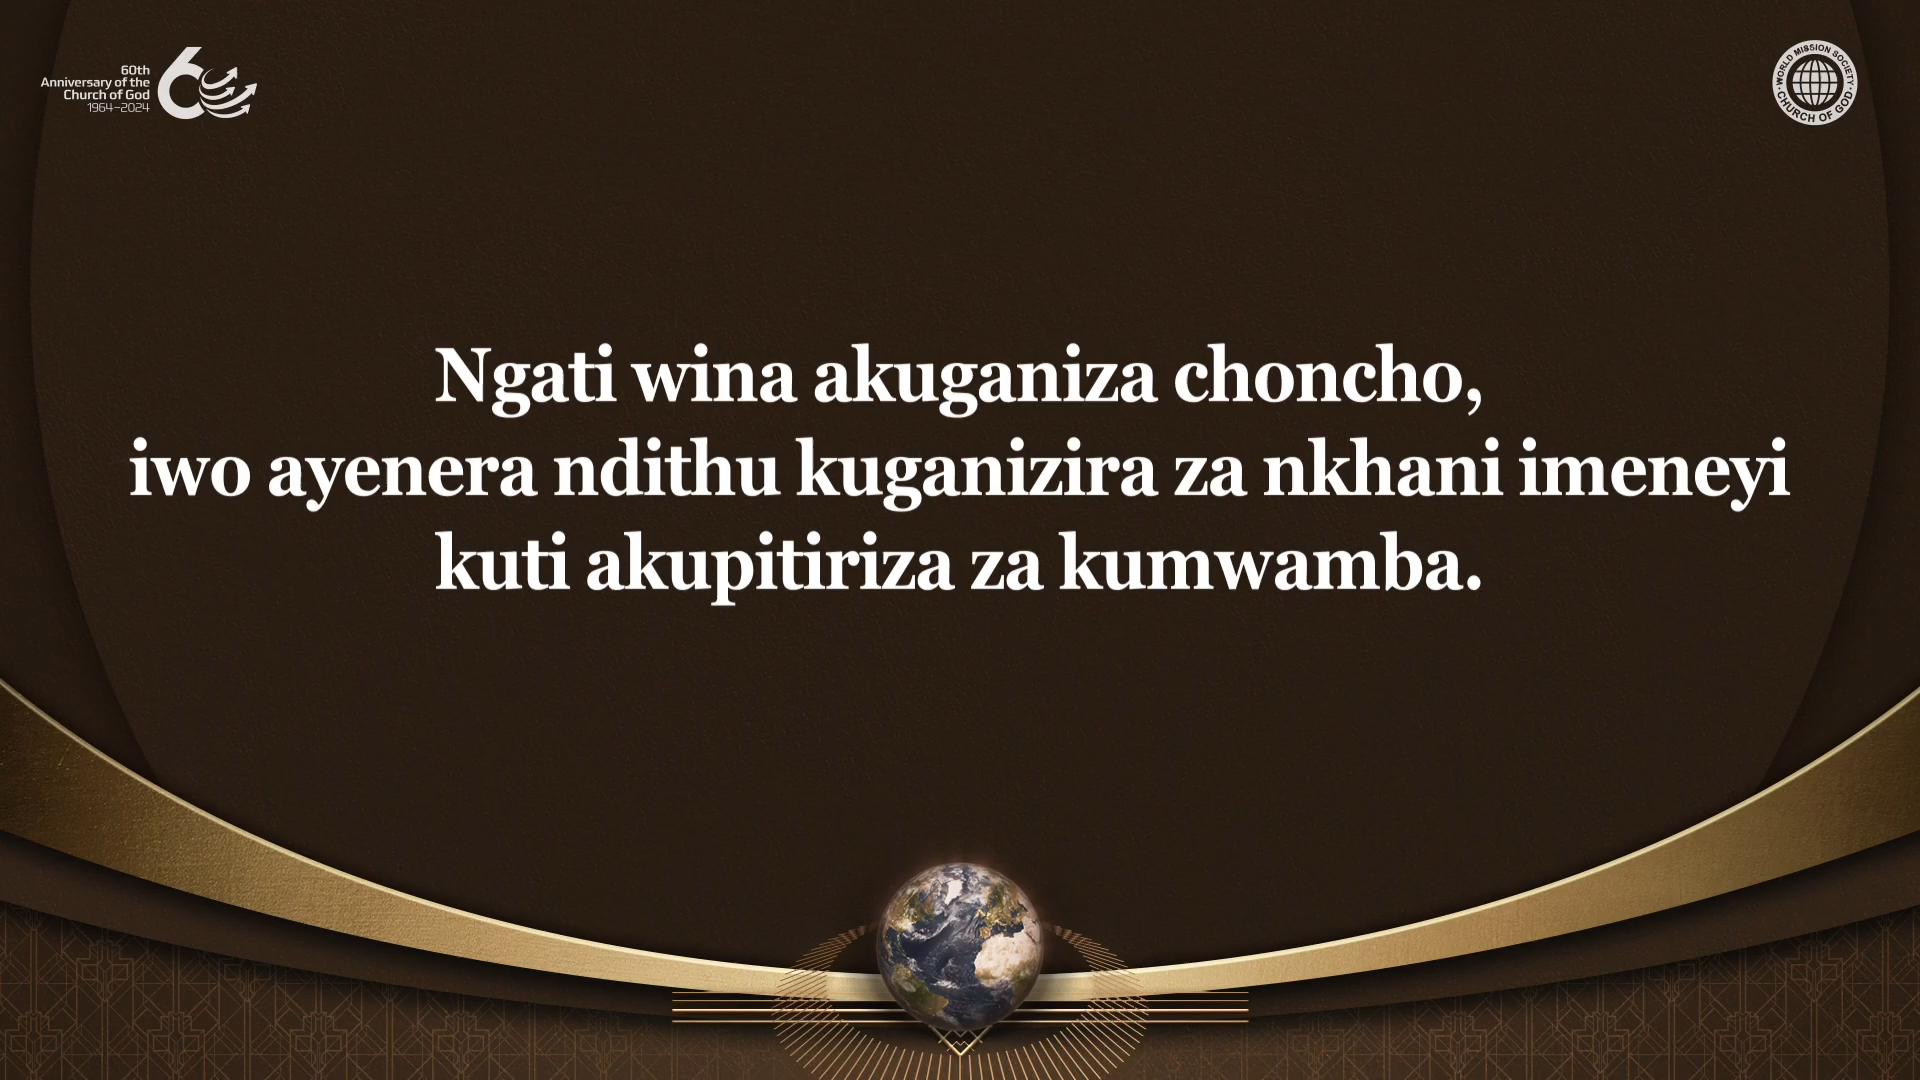 60th
Anniversary of the
Church of God
1964–2024
WORLD MISSION SOCIETY
CHURCH OF GOD
Ngati wina akuganiza choncho,
iwo ayenera ndithu kuganizira za nkhani imeneyi
kuti akupitiriza za kumwamba.